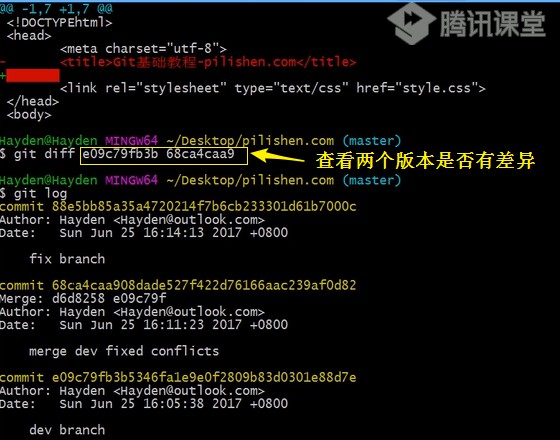 @@ -1,7 +1,7 @@
<!DOCTYPEhtml>
<head>
<meta charset="utf-8">
- <title>Git基础教程-pilishen.com</title>
+
<link rel="stylesheet" type="text/css" href="style.css">
</head>
<body>
腾讯课堂
Hayden@Hayden MINGW64 ~/Desktop/pilishen.com (master)
$ git diff e09c79fb3b 68ca4caa9
查看两个版本是否有差异
Hayden@Hayden MINGW64 ~/Desktop/pilishen.com (master)
$ git log
commit 88e5bb85a35a4720214f7b6cb233301d61b7000c
Author: Hayden <Hayden@outlook.com>
Date: Sun Jun 25 16:14:13 2017 +0800
fix branch
commit 68ca4caa908dade527f422d76166aac239af0d82
Merge: d6d8258 e09c79f
Author: Hayden <Hayden@outlook.com>
Date: Sun Jun 25 16:11:23 2017 +0800
merge dev fixed conflicts
commit e09c79fb3b5346fa1e9e0f2809b83d0301e88d7e
Author: Hayden <Hayden@outlook.com>
Date: Sun Jun 25 16:05:38 2017 +0800
dev branch